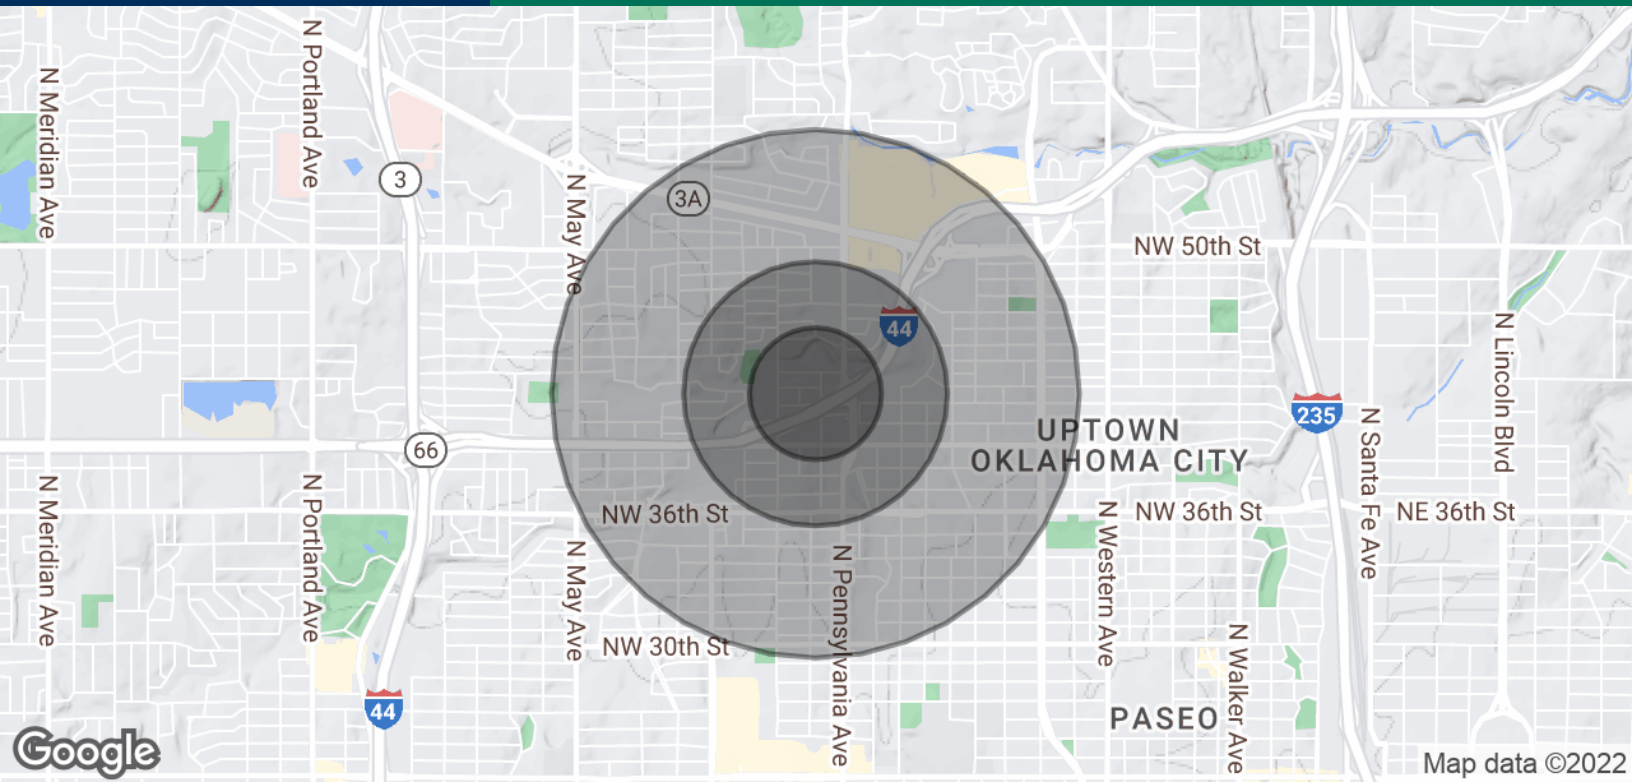 N Portland Ave
N Meridian Ave
3
N May Ave
3A
NW 50th St
44
N Lincoln Blvd
235
UPTOWN
OKLAHOMA CITY
66
N Santa Fe Ave
N Meridian Ave
N Portland Ave
NW 36th St
N Western Ave
NW 36th St
NE 36th St
N May Ave
N Pennsylvania Ave
NW 30th St
N Walker Ave
44
PASEO
Google
Map data ©2022